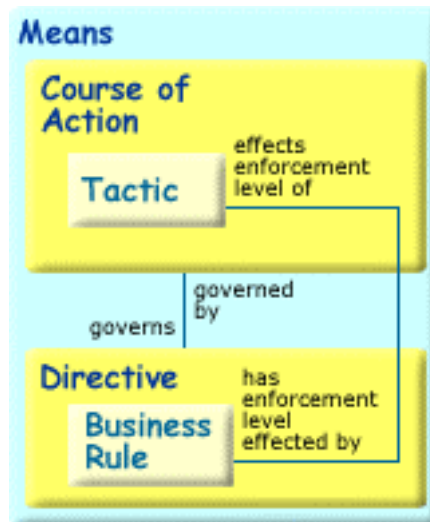 Means
Course of
Action
effects
enforcement
level of
Tactic
governed
by
governs
Directive
has
enforcement
level
effected by
Business
Rule